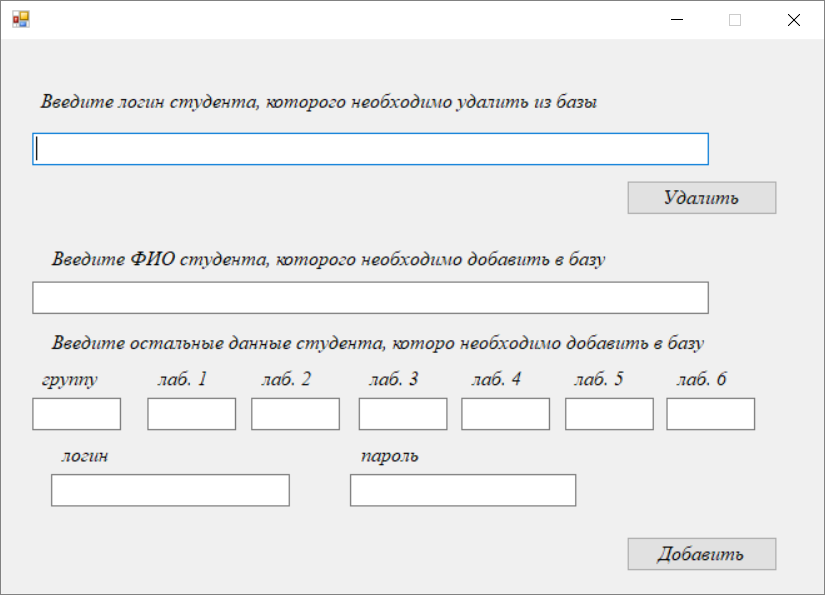 Введите логин студента, которого необходимо удалить из базы
Удалить
Введите ФИО студента, которого необходимо добавить в базу
Введите остальные данные студента, которо необходимо добавить в базу
группу лаб. 1 лаб. 2 лаб. 3 лаб. 4 лаб. 5 лаб. 6
логин пароль
Добавить